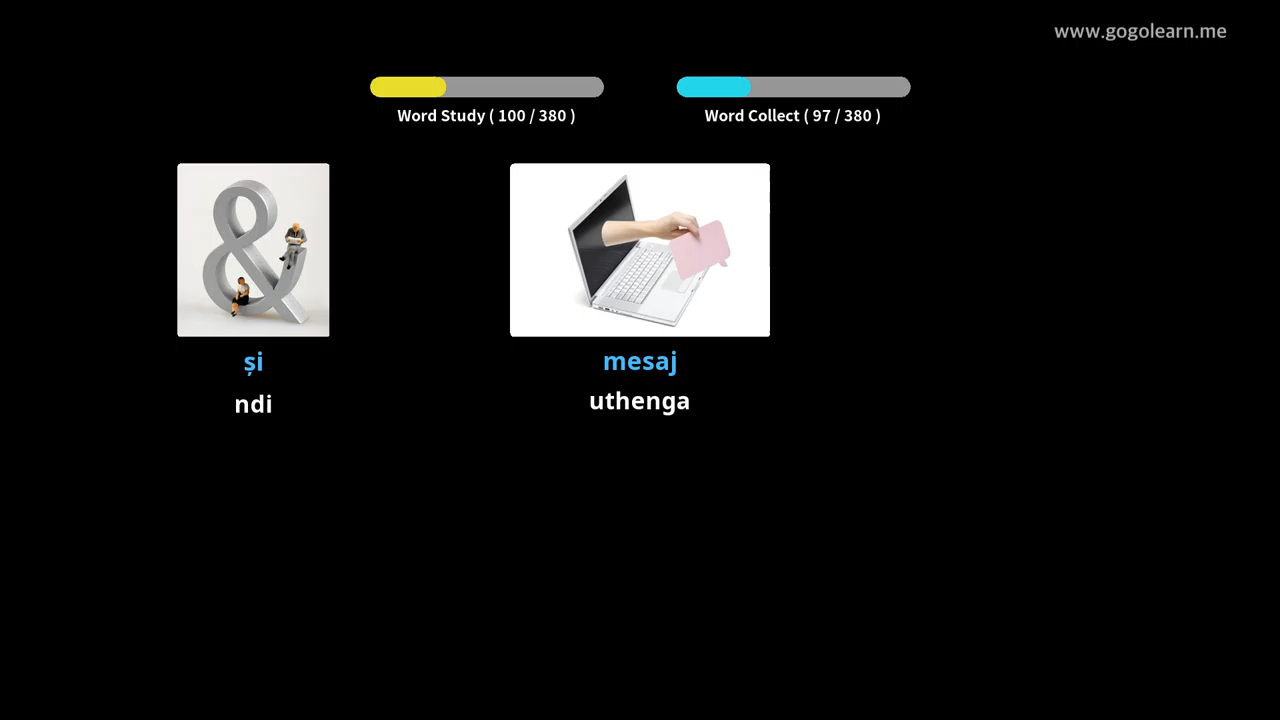 www.gogolearn.me
Word Study ( 100 / 380 )
Word Collect ( 97 / 380 )
&
și
ndi
mesaj
uthenga